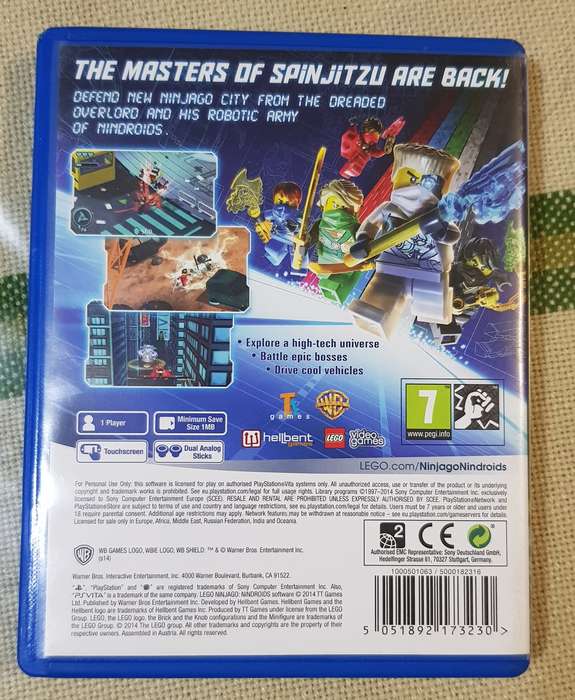 THE MASTERS OF SPINJITZU ARE BACK!
DEFEND NEW NINJAGO CITY FROM THE DREADED
OVERLORD AND HIS ROBOTIC ARMY
OF NINDROIDS.
• Explore a high-tech universe
• Battle epic bosses
• Drive cool vehicles
1 Player
Minimum Save
Size 1MB
Touchscreen
Dual Analog
Sticks
games
WB
hellbent
games
LEGO
video
games
7
www.pegi.info
LEGO.com/NinjagoNindroids
For Personal Use Only: this software is licensed for play on authorised PlayStation®Vita systems only. All unauthorized access, use or transfer of the product or its underlying
copyright and trademark works is prohibited. See eu.playstation.com/legal for full usage rights. Library programs ©1997-2014 Sony Computer Entertainment Inc. exclusively
licensed to Sony Computer Entertainment Europe (SCEE). RESALE AND RENTAL ARE PROHIBITED UNLESS EXPRESSLY AUTHORISED BY SCEE. PlayStation®Network and
PlayStation®Store are subject to terms of use and country and language restrictions, see eu.playstation.com/legal for details. Users must be 7 years or older and users under
18 require parental consent. Additional age restrictions may apply. Network features may be withdrawn at reasonable notice – see eu.playstation.com/gameservers for details.
Licensed for sale only in Europe, Africa, Middle East, Russian Federation, India and Oceania.
WB GAMES LOGO, WBIE LOGO, WB SHIELD: ™ & © Warner Bros. Entertainment Inc.
(s14)
2
CE
Authorised EMC Representative: Sony Deutschland GmbH,
Hedelfinger Strasse 61, 70327 Stuttgart, Germany
Warner Bros. Interactive Entertainment, Inc. 4000 Warner Boulevard, Burbank, CA 91522.
"PlayStation" and are registered trademarks of Sony Computer Entertainment Inc. Also,
"PSVITA" is a trademark of the same company. LEGO NINJAGO: NINDROIDS software © 2014 TT Games
Ltd. Published by Warner Bros Entertainment Inc. Developed by Hellbent Games. Hellbent Games and the
Hellbent logo are trademarks of Hellbent Games Inc. Produced by TT Games under license from the LEGO
Group. LEGO, the LEGO logo, the Brick and the Knob configurations and the Minifigure are trademarks of the
LEGO Group. © 2014 The LEGO Group. All other trademarks and copyrights are the property of their
respective owners. Assembled in Austria. All rights reserved.
1000501063 / 5000182316
5 051892 173230 >